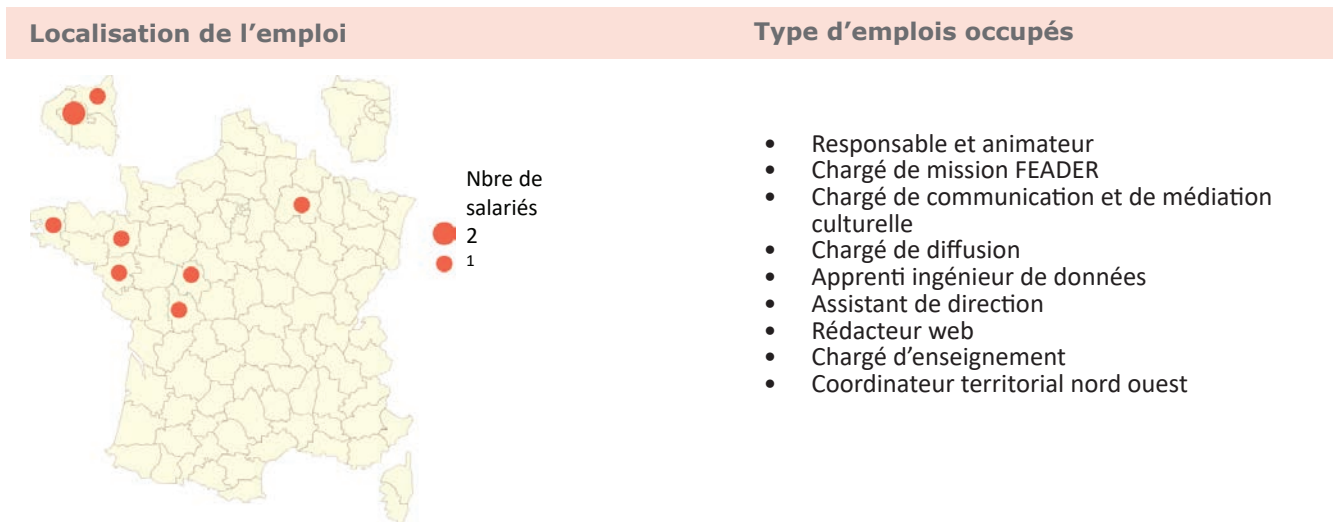 Localisation de l’emploi
Type d’emplois occupés
Nbre de
salariés
2
1
• Responsable et animateur
• Chargé de mission FEADER
• Chargé de communication et de médiation
culturelle
• Chargé de diffusion
• Apprenti ingénieur de données
• Assistant de direction
• Rédacteur web
• Chargé d’enseignement
• Coordinateur territorial nord ouest